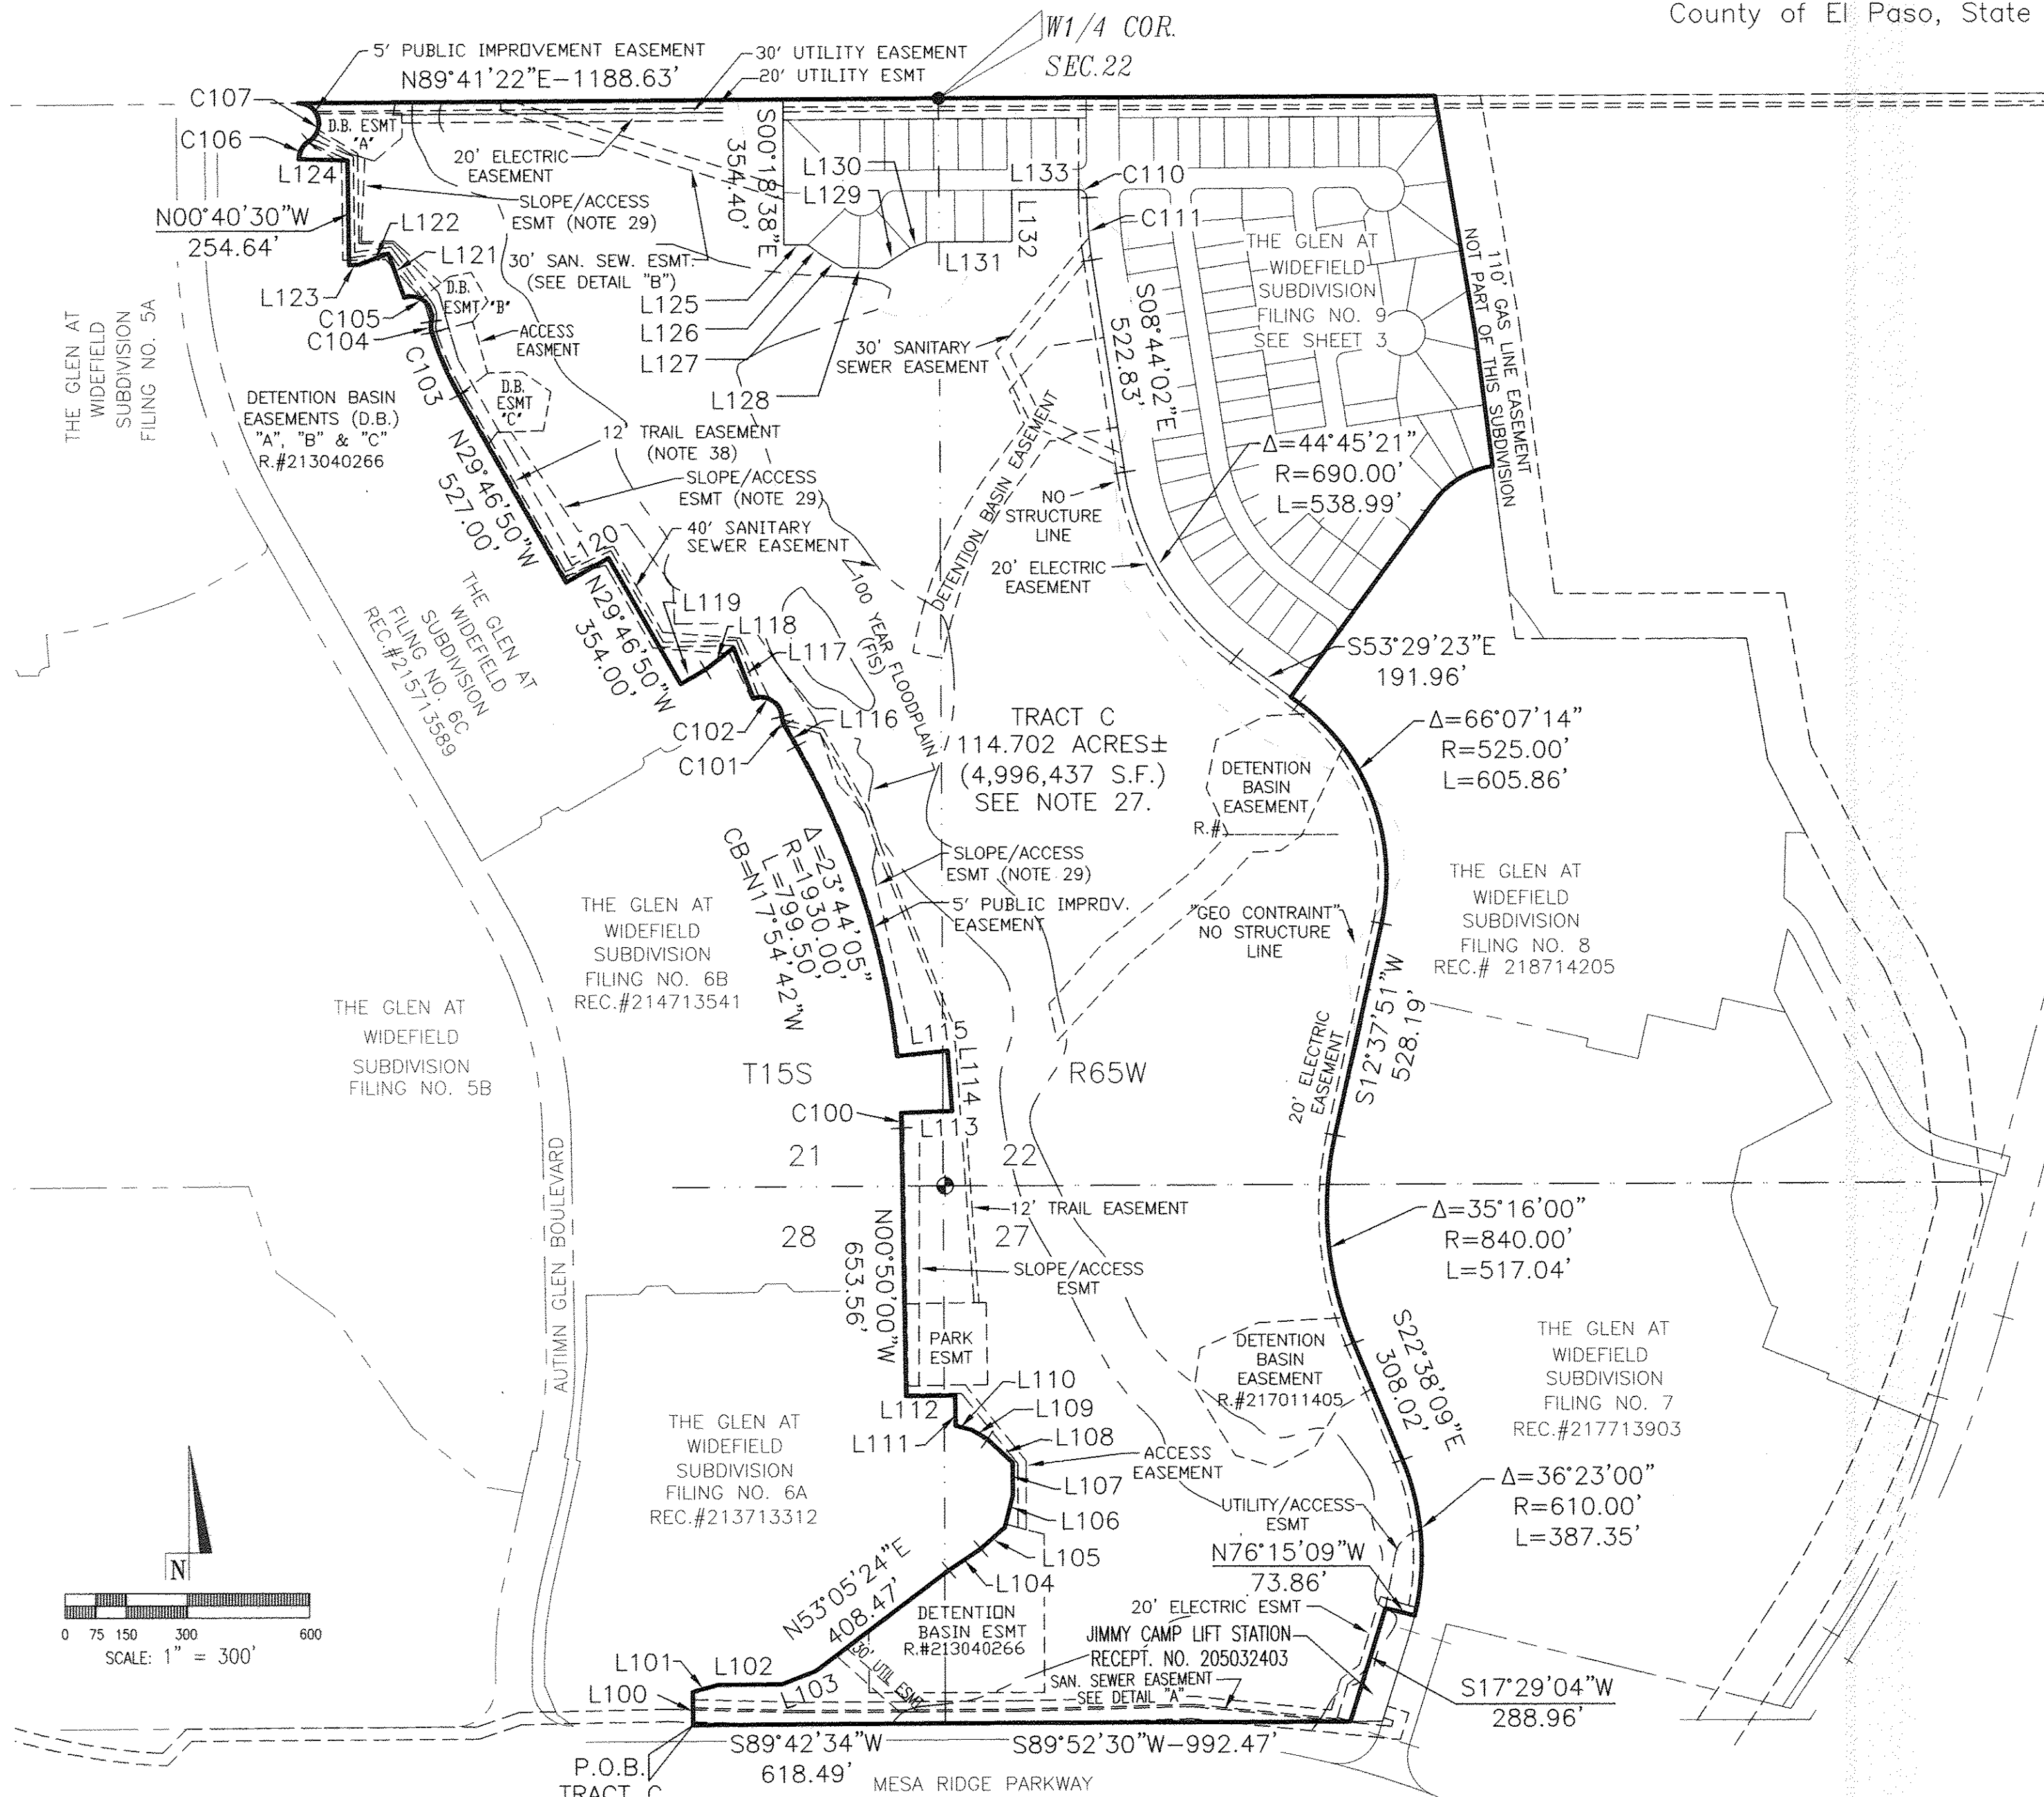 County of El Paso, State
W1/4 COR.
SEC.22
5' PUBLIC IMPROVEMENT EASEMENT
N89°41'22"E-1188.63'
30' UTILITY EASEMENT
20' UTILITY ESMT
C107
C106
D.B. ESMT
"A"
L124
20' ELECTRIC
EASEMENT
SLOPE/ACCESS
ESMT (NOTE 29)
N00°40'30"W
254.64'
L122
L121
L123
30' SAN. SEW. ESMT.
(SEE DETAIL "B")
S00°18'38"E
354.40'
L130
L129
L133
L132
L131
C110
C111
L125
L126
L127
L128
D.B.
ESMT
"B"
C105
C104
C103
ACCESS
EASMENT
D.B.
ESMT
"C"
THE GLEN AT
WIDEFIELD
SUBDIVISION
FILING NO. 5A
DETENTION BASIN
EASEMENTS (D.B.)
"A", "B" & "C"
R.#213040266
30' SANITARY
SEWER EASEMENT
S08°44'02"E
522.83'
THE GLEN AT
WIDEFIELD
SUBDIVISION
FILING NO. 9
SEE SHEET 3
110' GAS LINE EASEMENT
NOT PART OF THIS SUBDIVISION
12' TRAIL EASEMENT
(NOTE 38)
SLOPE/ACCESS
ESMT (NOTE 29)
N29°46'50"W
527.00'
40' SANITARY
SEWER EASEMENT
DETENTION BASIN EASEMENT
NO
STRUCTURE
LINE
Δ=44°45'21"
R=690.00'
L=538.99'
20' ELECTRIC
EASEMENT
L120
N29°46'50"W
354.00'
L119
L118
L117
L116
100 YEAR FLOODPLAIN
(FIS)
THE GLEN AT
WIDEFIELD
SUBDIVISION
FILING NO. 6C
REC.#215713589
C102
C101
S53°29'23"E
191.96'
TRACT C
114.702 ACRES±
(4,996,437 S.F.)
SEE NOTE 27.
DETENTION
BASIN
EASEMENT
R.#
Δ=66°07'14"
R=525.00'
L=605.86'
Δ=23°44'05"
R=1930.00'
L=799.50'
CB=N17°54'42"W
SLOPE/ACCESS
ESMT (NOTE 29)
5' PUBLIC IMPROV.
EASEMENT
"GEO CONTRAINT"
NO STRUCTURE
LINE
THE GLEN AT
WIDEFIELD
SUBDIVISION
FILING NO. 8
REC.# 218714205
THE GLEN AT
WIDEFIELD
SUBDIVISION
FILING NO. 6B
REC.#214713541
THE GLEN AT
WIDEFIELD
SUBDIVISION
FILING NO. 5B
S12°37'51"W
528.19'
20' ELECTRIC
EASEMENT
L115
L114
T15S
R65W
C100
L113
21
22
28
27
12' TRAIL EASEMENT
N00°50'00"W
653.56'
SLOPE/ACCESS
ESMT
AUTIMN GLEN BOULEVARD
Δ=35°16'00"
R=840.00'
L=517.04'
PARK
ESMT
DETENTION
BASIN
EASEMENT
R.#217011405
S22°38'09"E
308.02'
THE GLEN AT
WIDEFIELD
SUBDIVISION
FILING NO. 7
REC.#217713903
L110
L109
L112
L111
L108
L107
L106
L105
L104
ACCESS
EASEMENT
UTILITY/ACCESS
ESMT
THE GLEN AT
WIDEFIELD
SUBDIVISION
FILING NO. 6A
REC.#213713312
Δ=36°23'00"
R=610.00'
L=387.35'
N76°15'09"W
73.86'
N53°05'24"E
408.47'
20' ELECTRIC ESMT
DETENTION
BASIN ESMT
R.#213040266
JIMMY CAMP LIFT STATION
RECEPT. NO. 205032403
SAN. SEWER EASEMENT
SEE DETAIL "A"
30' UTIL ESMT
L101
L102
L103
L100
S17°29'04"W
288.96'
N
0 75 150 300 600
SCALE: 1" = 300'
S89°42'34"W
618.49'
S89°52'30"W-992.47'
P.O.B.
TRACT C
MESA RIDGE PARKWAY